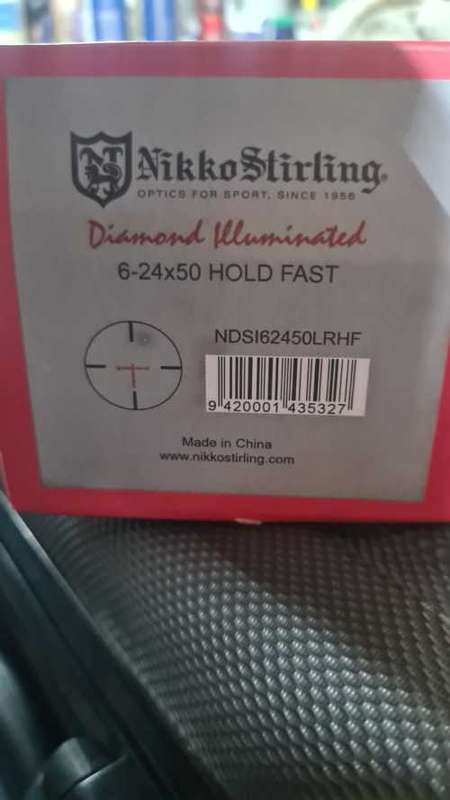 NS
NikkoStirling®
OPTICS FOR SPORT, SINCE 1956
Diamond Illuminated
6-24x50 HOLD FAST
NDSI62450LRHF
9 420001 435327
Made in China
www.nikkostirling.com